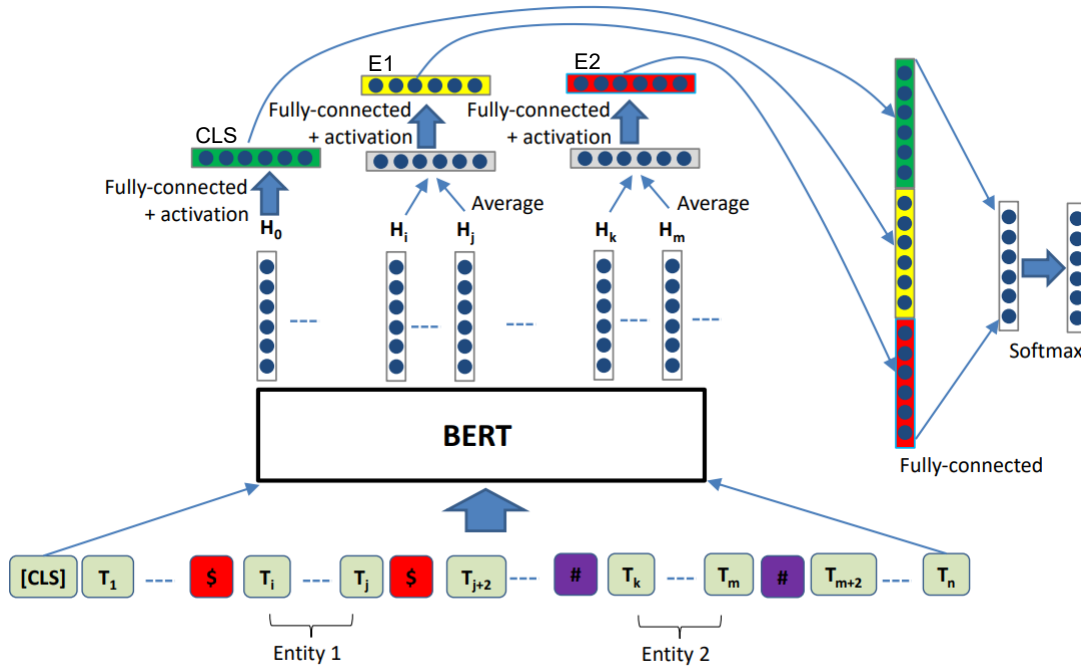 E1
E2
Fully-connected
+ activation
Fully-connected
+ activation
CLS
Fully-connected
+ activation
Average
Average
H0
Hi
Hj
Hk
Hm
Softmax
BERT
Fully-connected
[CLS] T1 $ Ti Tj $ Tj+2 # Tk Tm # Tm+2 Tn
Entity 1
Entity 2